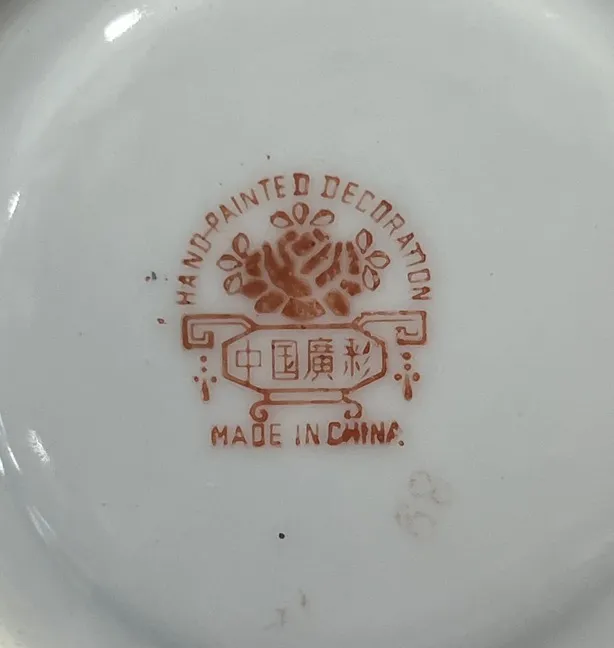 HAND-PAINTED DECORATION
中国廣彩
MADE IN CHINA.